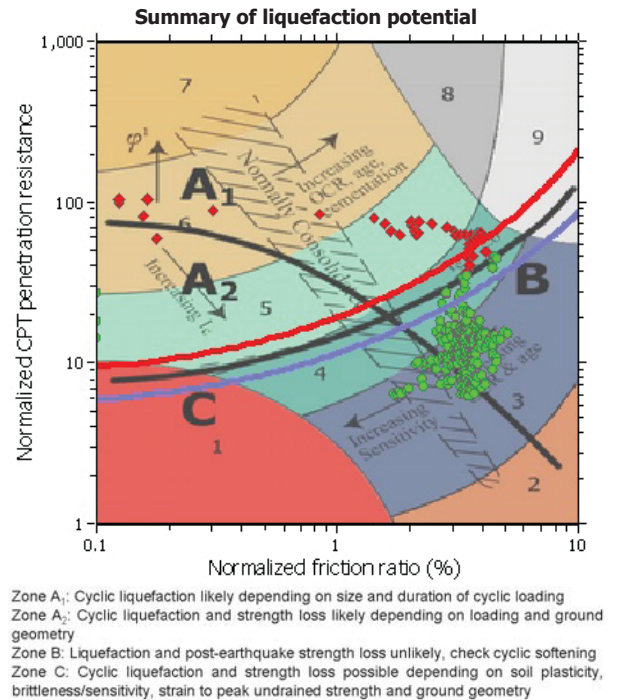 Summary of liquefaction potential
1,000
100
10
1
0.1
1
10
Normalized CPT penetration resistance
Normalized friction ratio (%)
7
8
9
φ'
A1
6
A2
5
B
4
C
3
1
2
Increasing
OCR, age,
cementation
Normally Consolid
Increasing Ic
Increasing
Sensitivity
& age
Zone A1: Cyclic liquefaction likely depending on size and duration of cyclic loading
Zone A2: Cyclic liquefaction and strength loss likely depending on loading and ground
geometry
Zone B: Liquefaction and post-earthquake strength loss unlikely, check cyclic softening
Zone C: Cyclic liquefaction and strength loss possible depending on soil plasticity,
brittleness/sensitivity, strain to peak undrained strength and ground geometry